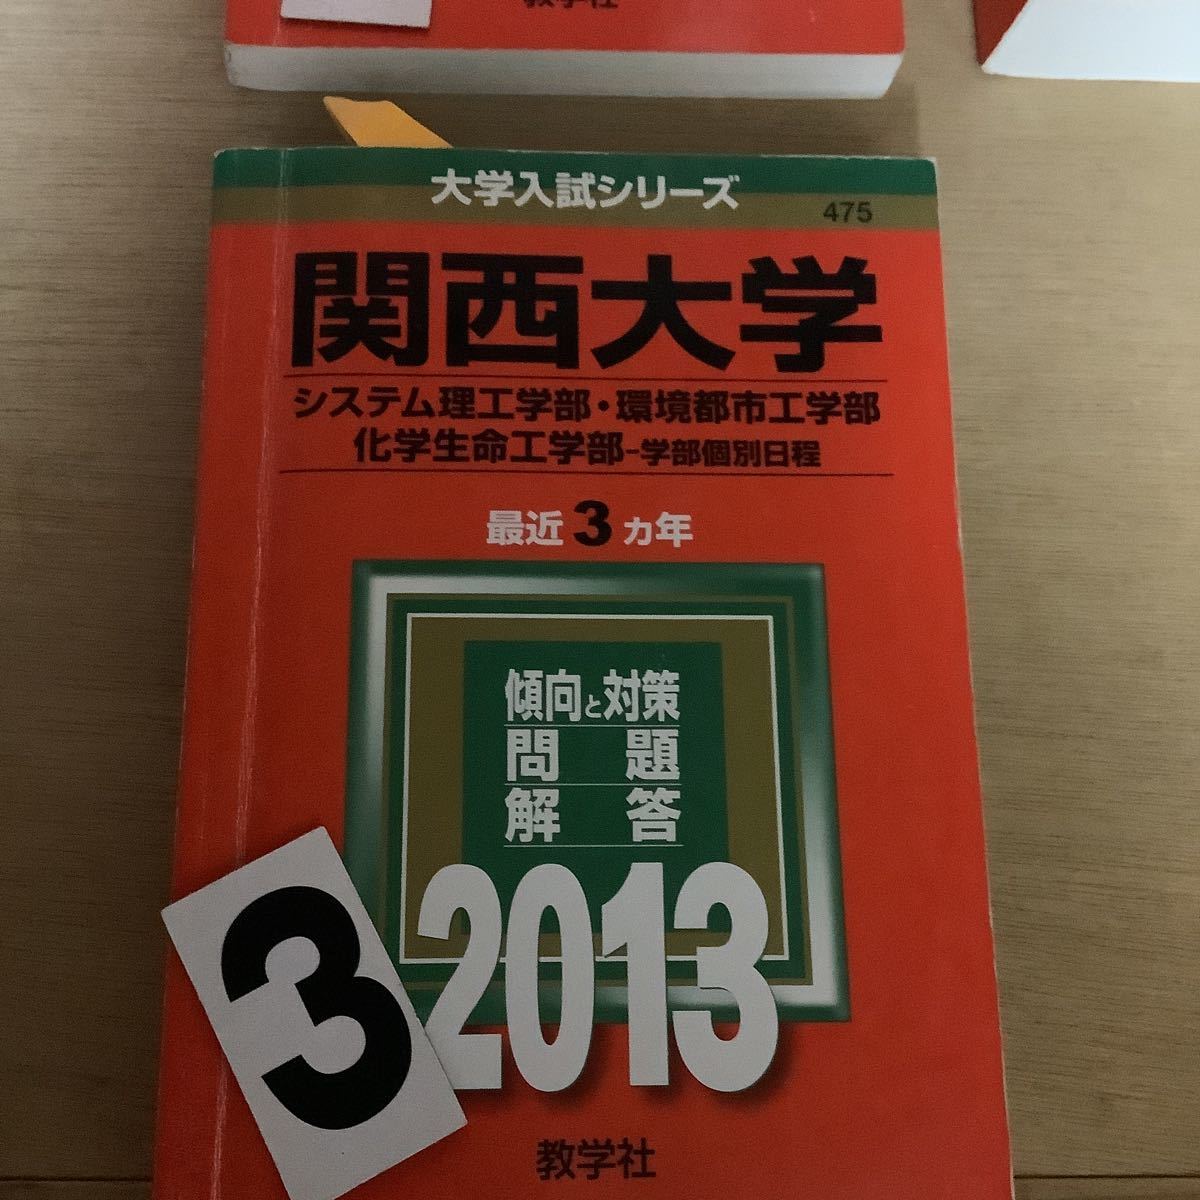 教学社
大学入試シリーズ
475
関西大学
システム理工学部・環境都市工学部
化学生命工学部-学部個別日程
最近3ヵ年
傾向と対策
問題
解答
2013
3
教学社